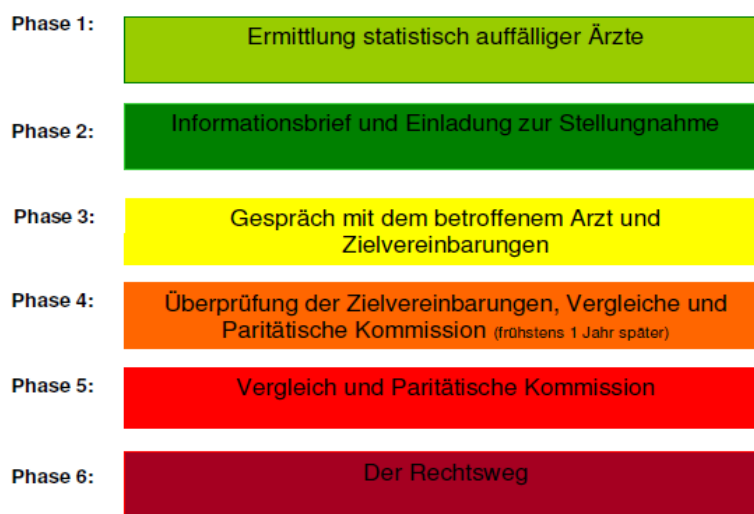 Phase 1:
Ermittlung statistisch auffälliger Ärzte
Phase 2:
Informationsbrief und Einladung zur Stellungnahme
Phase 3:
Gespräch mit dem betroffenem Arzt und
Zielvereinbarungen
Phase 4:
Überprüfung der Zielvereinbarungen, Vergleiche und
Paritätische Kommission (frühstens 1 Jahr später)
Phase 5:
Vergleich und Paritätische Kommission
Phase 6:
Der Rechtsweg